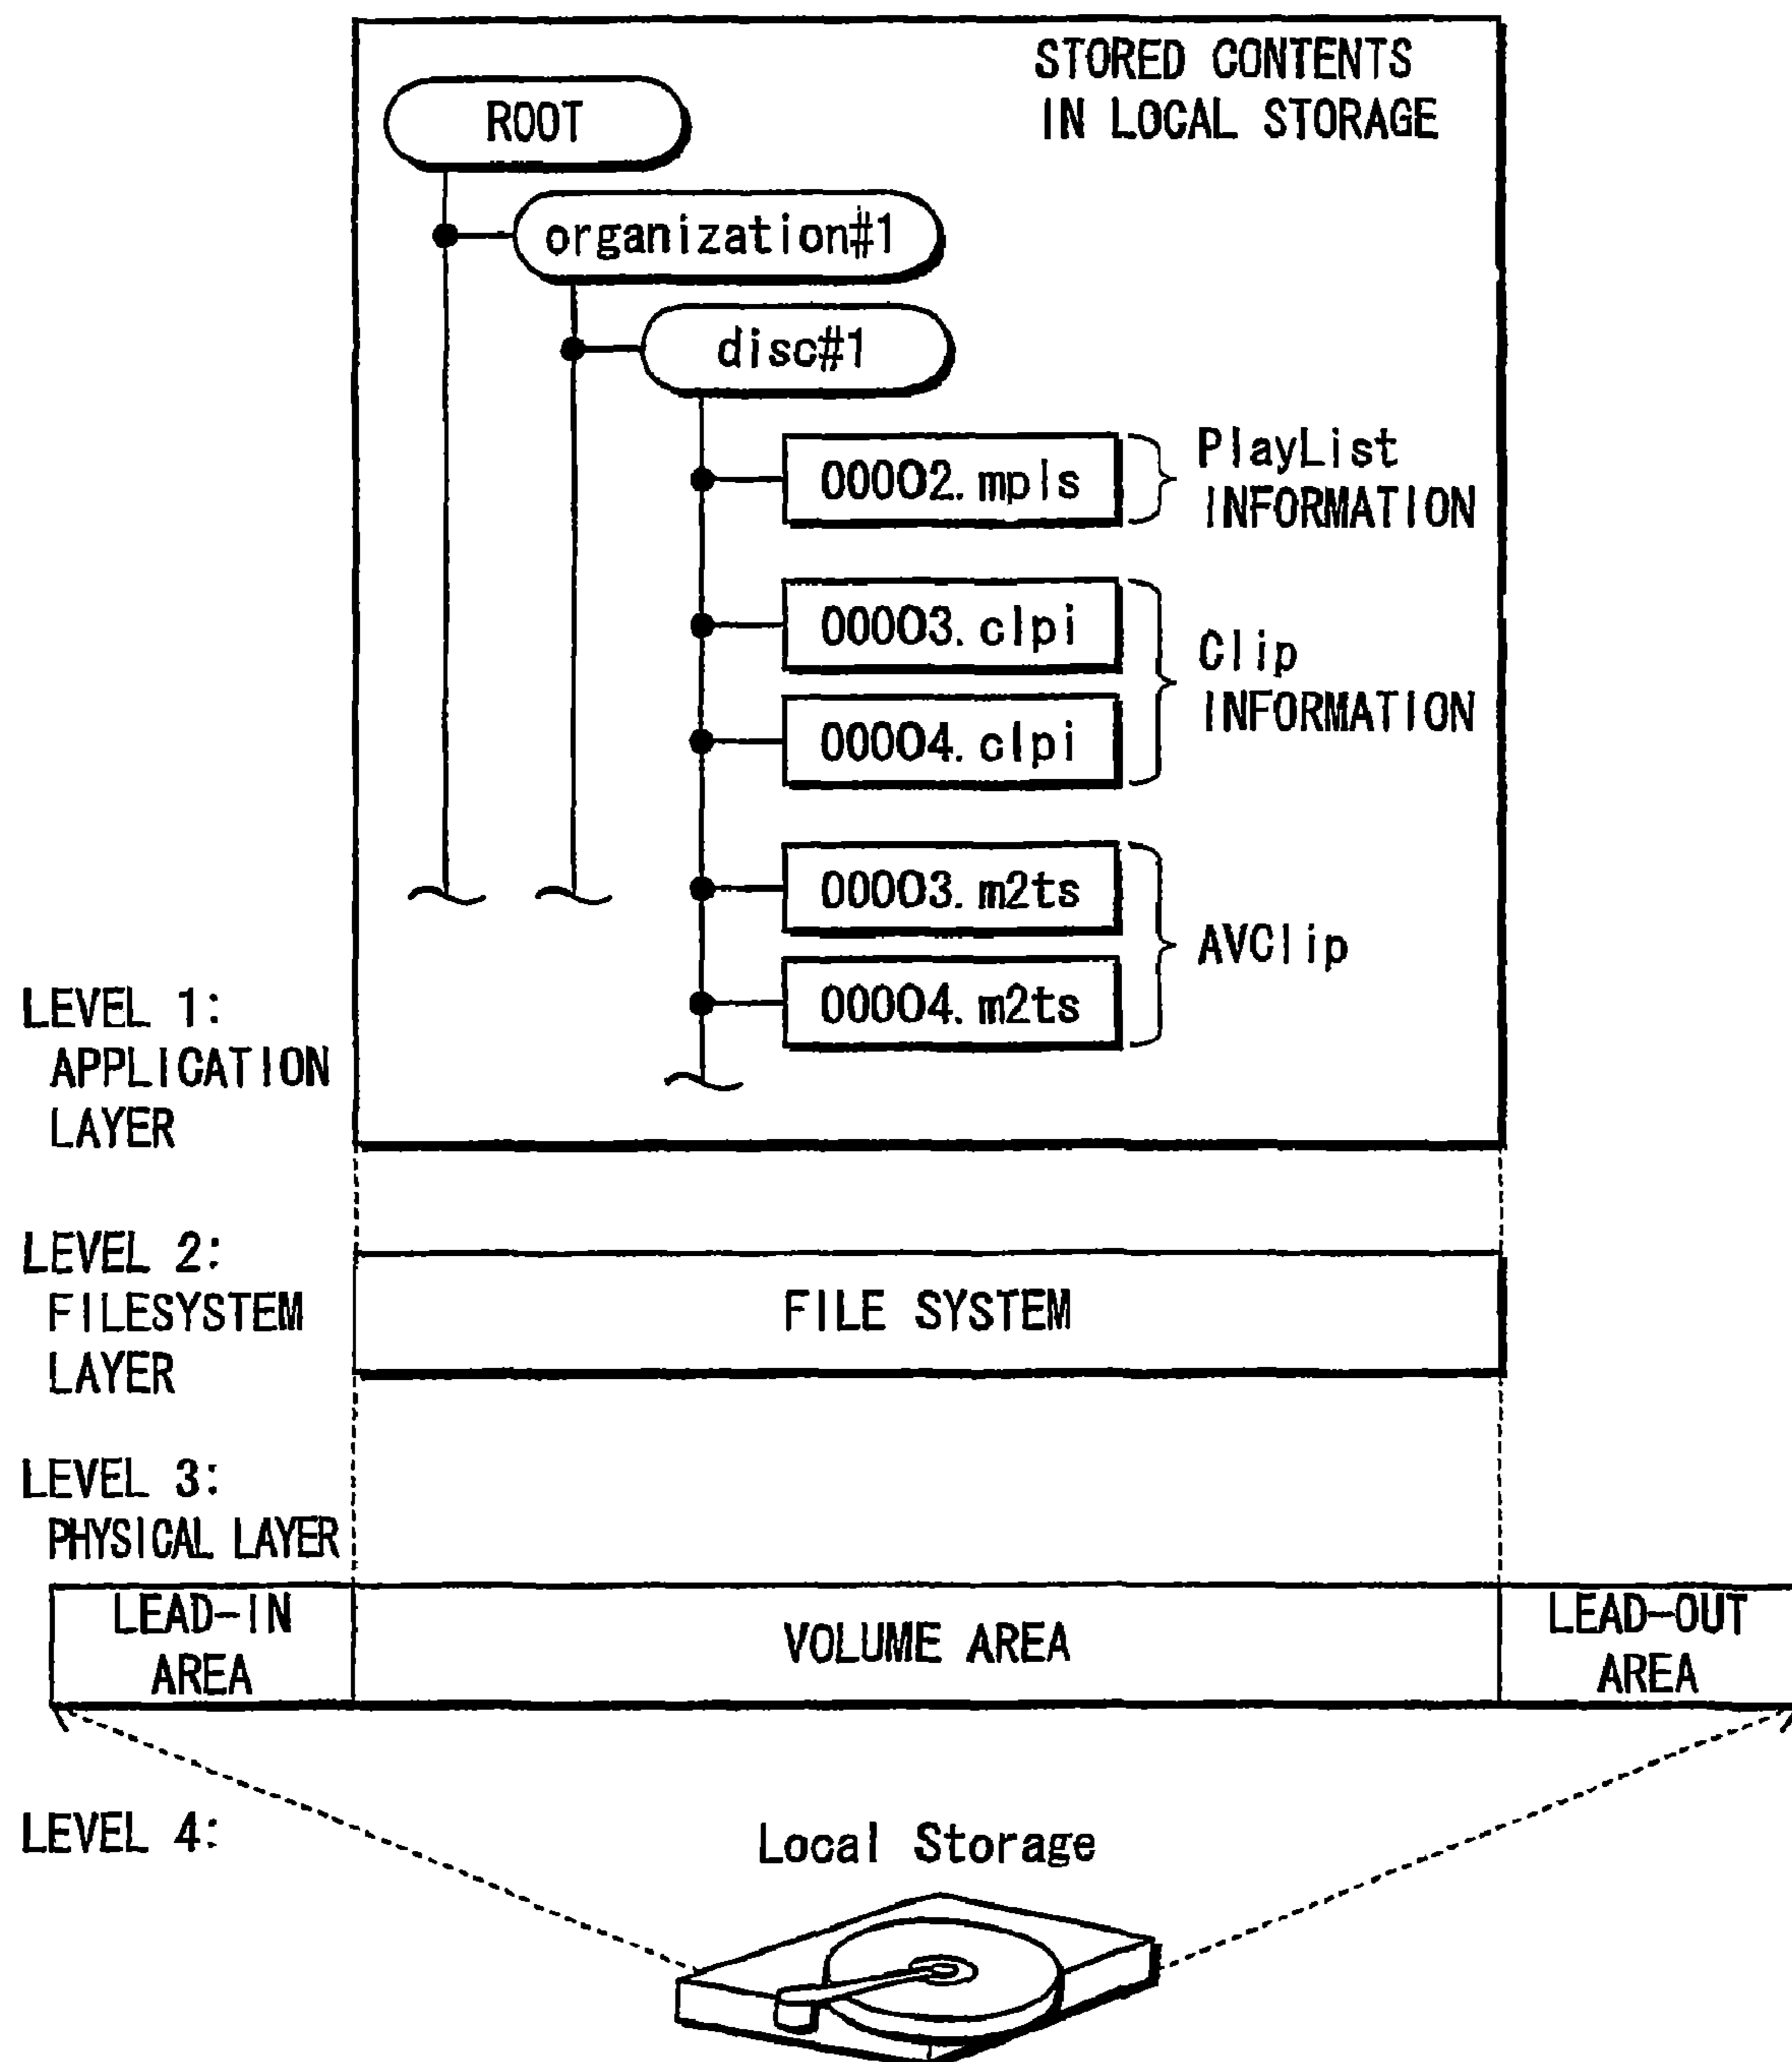 STORED CONTENTS
IN LOCAL STORAGE
ROOT
organization#1
disc#1
00002.mpls
PlayList
INFORMATION
00003.clpi
Clip
INFORMATION
00004.clpi
00003.m2ts
AVClip
00004.m2ts
LEVEL 1:
APPLICATION
LAYER
LEVEL 2:
FILESYSTEM
LAYER
FILE SYSTEM
LEVEL 3:
PHYSICAL LAYER
LEAD-IN
AREA
VOLUME AREA
LEAD-OUT
AREA
LEVEL 4:
Local Storage